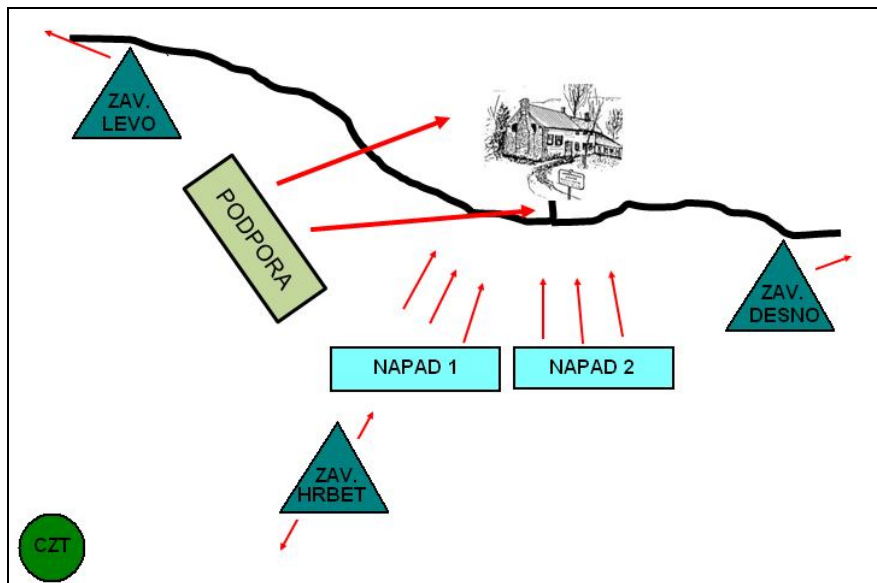 ZAV.
LEVO
PODPORA
ZAV.
DESNO
NAPAD 1
NAPAD 2
ZAV.
HRBET
CZT